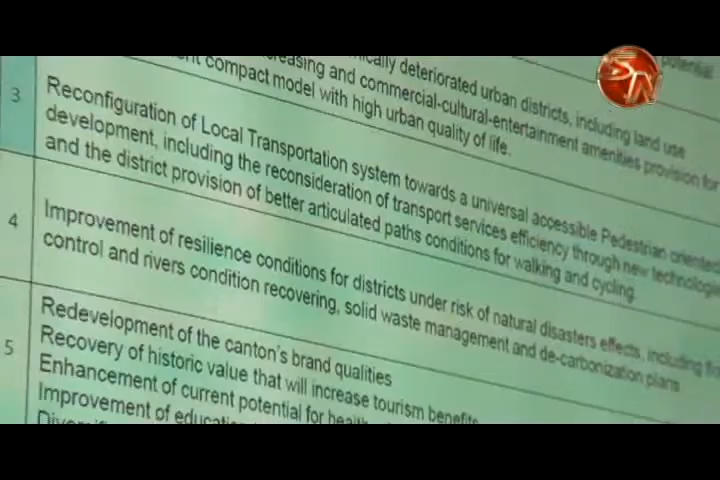 deteriorated urban districts, including land use
and commercial-cultural-entertainment amenities provision for
compact model with high urban quality of life.
3
Reconfiguration of Local Transportation system towards a universal accessible Pedestrian
development, including the reconsideration of transport services efficiency through new
and the district provision of better articulated paths conditions for walking and cycling.
4
Improvement of resilience conditions for districts under risk of natural disasters effects, including
control and rivers condition recovering, solid waste management and de-carbonization plans
5
Redevelopment of the canton's brand qualities
Recovery of historic value that will increase tourism benefits
Enhancement of current potential for
Improvement of